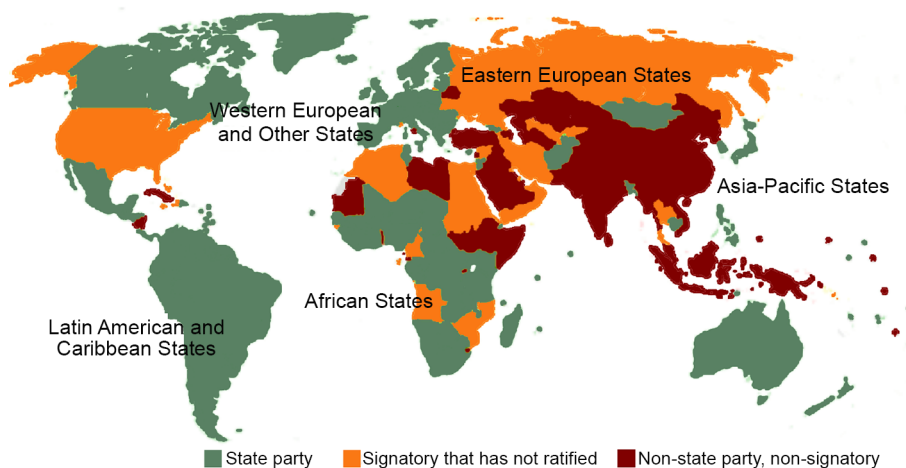 Eastern European States
Western European
and Other States
Asia-Pacific States
African States
Latin American and
Caribbean States
State party
Signatory that has not ratified
Non-state party, non-signatory